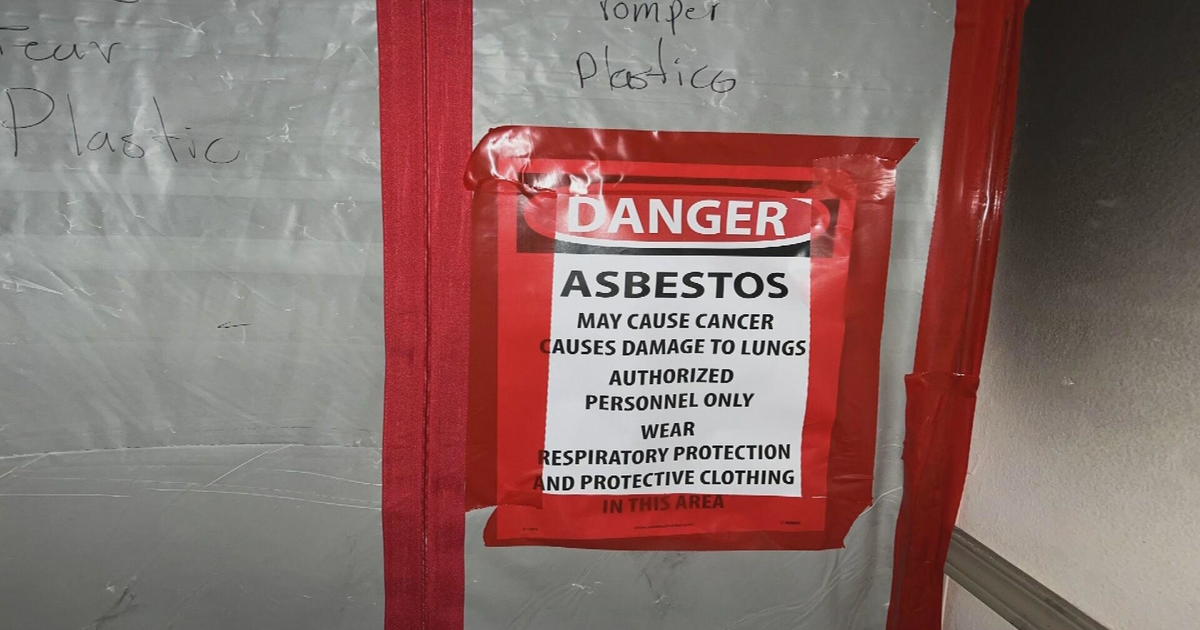 Tear
Plastic
romper
Plastico
DANGER
ASBESTOS
MAY CAUSE CANCER
CAUSES DAMAGE TO LUNGS
AUTHORIZED
PERSONNEL ONLY
WEAR
RESPIRATORY PROTECTION
AND PROTECTIVE CLOTHING
IN THIS AREA